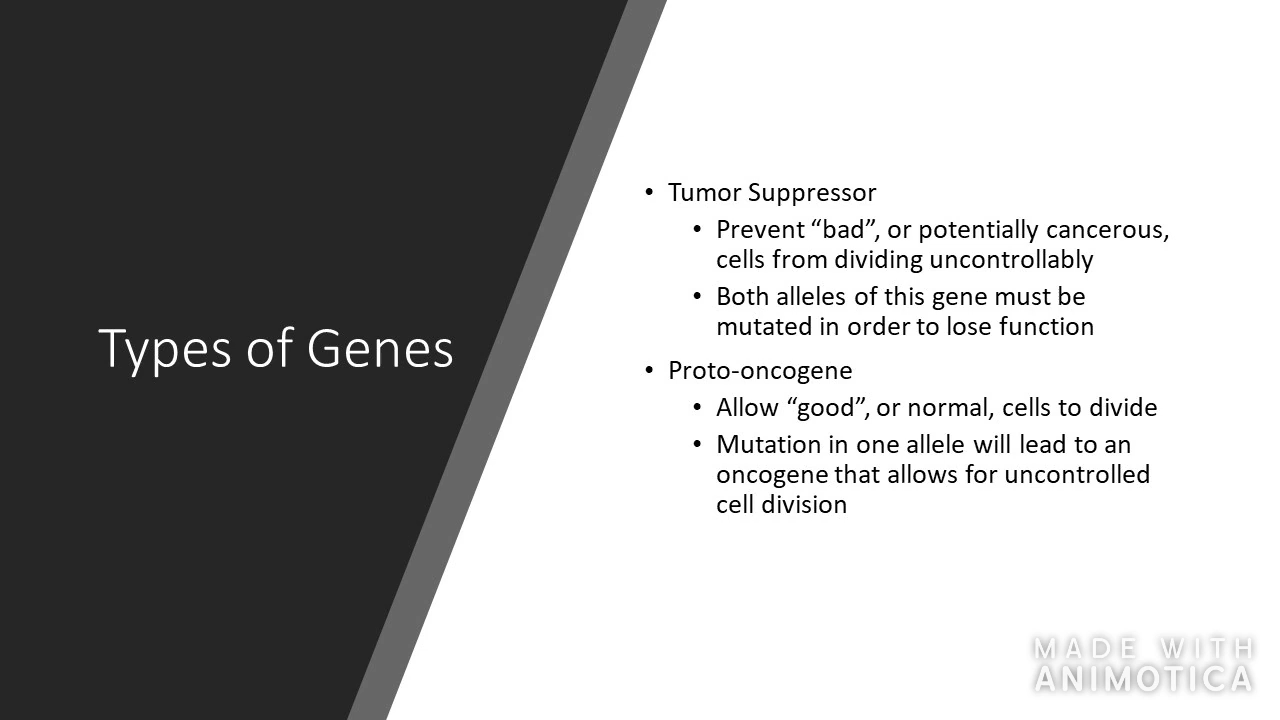 Types of Genes
• Tumor Suppressor
• Prevent “bad”, or potentially cancerous,
cells from dividing uncontrollably
• Both alleles of this gene must be
mutated in order to lose function
• Proto-oncogene
• Allow “good”, or normal, cells to divide
• Mutation in one allele will lead to an
oncogene that allows for uncontrolled
cell division
MADE WITH
ANIMOTICA